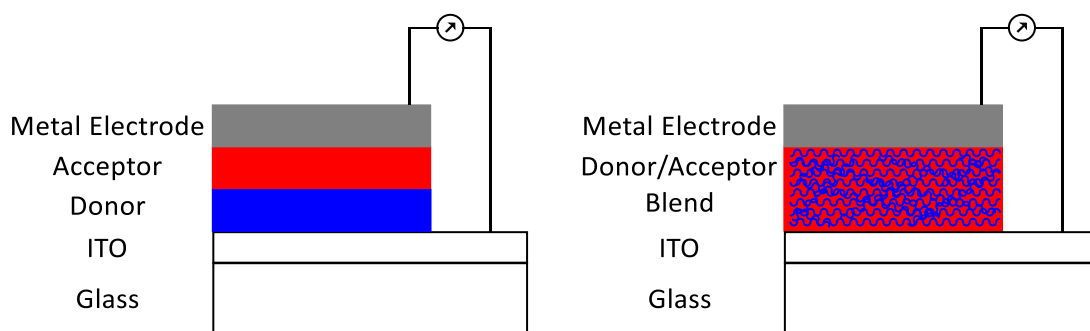 Metal Electrode
Acceptor
Donor
ITO
Glass
Metal Electrode
Donor/Acceptor
Blend
ITO
Glass